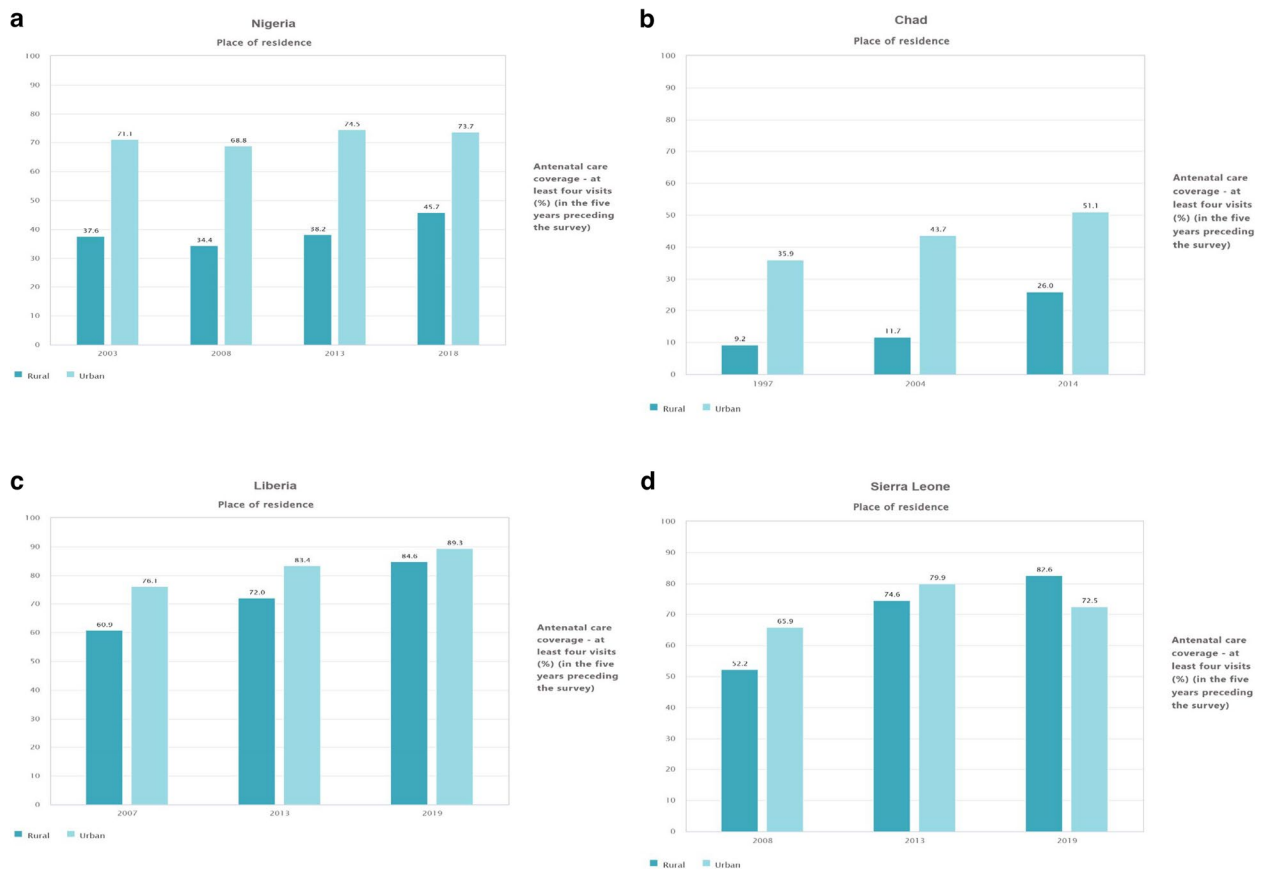 a
Nigeria
Place of residence
100
90
80
70
60
50
40
30
20
10
0
37.6
71.1
34.4
68.8
38.2
74.5
45.7
73.7
2003
2008
2013
2018
Rural
Urban
Antenatal care
coverage - at
least four visits
(%) (in the five
years preceding
the survey)
b
Chad
Place of residence
100
90
80
70
60
50
40
30
20
10
0
9.2
35.9
11.7
43.7
26.0
51.1
1997
2004
2014
Rural
Urban
Antenatal care
coverage - at
least four visits
(%) (in the five
years preceding
the survey)
c
Liberia
Place of residence
100
90
80
70
60
50
40
30
20
10
0
60.9
76.1
72.0
83.4
84.6
89.3
2007
2013
2019
Rural
Urban
Antenatal care
coverage - at
least four visits
(%) (in the five
years preceding
the survey)
d
Sierra Leone
Place of residence
100
90
80
70
60
50
40
30
20
10
0
52.2
65.9
74.6
79.9
82.6
72.5
2008
2013
2019
Rural
Urban
Antenatal care
coverage - at
least four visits
(%) (in the five
years preceding
the survey)